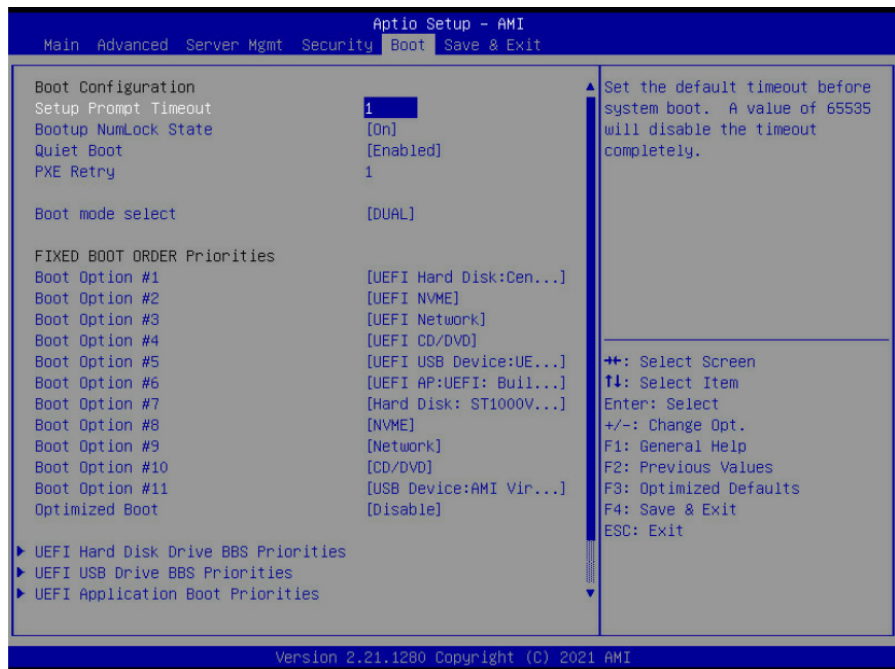 Aptio Setup - AMI
Main Advanced Server Mgmt Security Boot Save & Exit
Boot Configuration
Setup Prompt Timeout 1
Bootup NumLock State [On]
Quiet Boot [Enabled]
PXE Retry 1
Boot mode select [DUAL]
FIXED BOOT ORDER Priorities
Boot Option #1 [UEFI Hard Disk:Cen...]
Boot Option #2 [UEFI NVME]
Boot Option #3 [UEFI Network]
Boot Option #4 [UEFI CD/DVD]
Boot Option #5 [UEFI USB Device:UE...]
Boot Option #6 [UEFI AP:UEFI: Buil...]
Boot Option #7 [Hard Disk: ST1000V...]
Boot Option #8 [NVME]
Boot Option #9 [Network]
Boot Option #10 [CD/DVD]
Boot Option #11 [USB Device:AMI Vir...]
Optimized Boot [Disable]
UEFI Hard Disk Drive BBS Priorities
UEFI USB Drive BBS Priorities
UEFI Application Boot Priorities
Set the default timeout before
system boot. A value of 65535
will disable the timeout
completely.
→←: Select Screen
↑↓: Select Item
Enter: Select
+/-: Change Opt.
F1: General Help
F2: Previous Values
F3: Optimized Defaults
F4: Save & Exit
ESC: Exit
Version 2.21.1280 Copyright (C) 2021 AMI